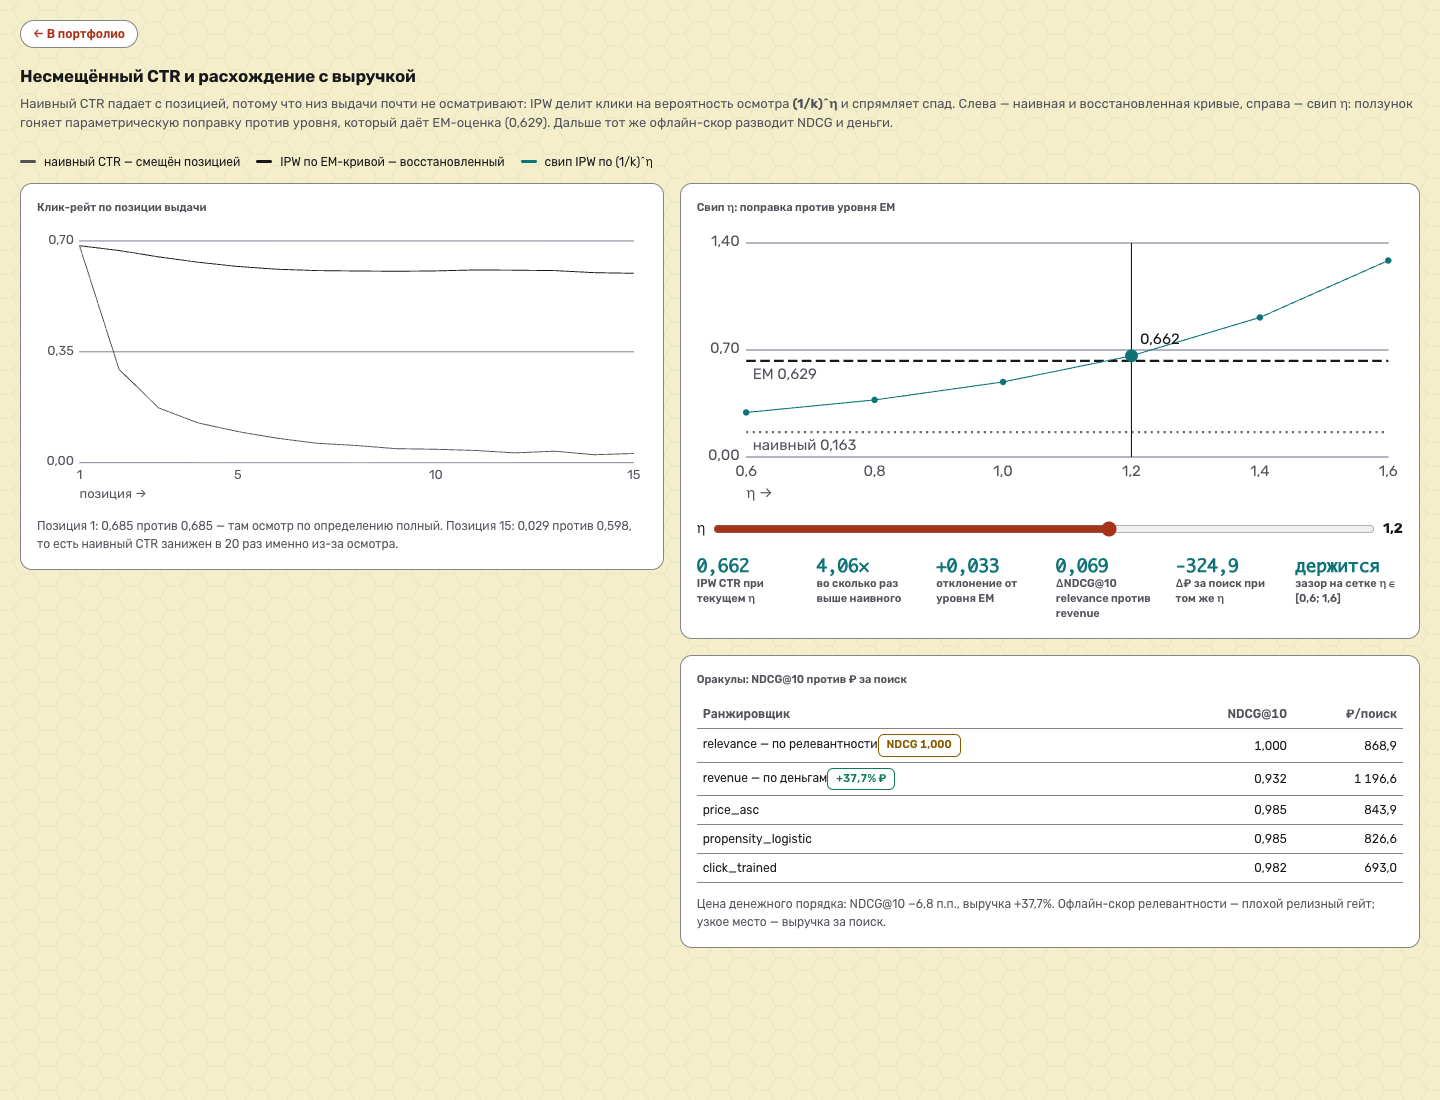 ← В портфолио
Несмещённый CTR и расхождение с выручкой
Наивный CTR падает с позицией, потому что низ выдачи почти не осматривают: IPW делит клики на вероятность осмотра (1/k)^η и спрямляет спад. Слева — наивная и восстановленная кривые, справа — свип η: ползунок
гоняет параметрическую поправку против уровня, который даёт EM-оценка (0,629). Дальше тот же офлайн-скор разводит NDCG и деньги.
наивный CTR — смещён позицией
IPW по EM-кривой — восстановленный
свип IPW по (1/k)^η
Клик-рейт по позиции выдачи
0,70
0,35
0,00
1 5 10 15
позиция →
Позиция 1: 0,685 против 0,685 — там осмотр по определению полный. Позиция 15: 0,029 против 0,598,
то есть наивный CTR занижен в 20 раз именно из-за осмотра.
Свип η: поправка против уровня EM
1,40
0,662
0,70
EM 0,629
наивный 0,163
0,00
0,6 0,8 1,0 1,2 1,4 1,6
η →
η 1,2
0,662 4,06× +0,033 0,069 -324,9 держится
IPW CTR при во сколько раз отклонение от ΔNDCG@10 Δ₽ за поиск при зазор на сетке η ∈
текущем η выше наивного уровня EM relevance против том же η [0,6; 1,6]
revenue
Оракулы: NDCG@10 против ₽ за поиск
Ранжировщик NDCG@10 ₽/поиск
relevance — по релевантности NDCG 1,000 1,000 868,9
revenue — по деньгам +37,7% ₽ 0,932 1 196,6
price_asc 0,985 843,9
propensity_logistic 0,985 826,6
click_trained 0,982 693,0
Цена денежного порядка: NDCG@10 −6,8 п.п., выручка +37,7%. Офлайн-скор релевантности — плохой релизный гейт;
узкое место — выручка за поиск.